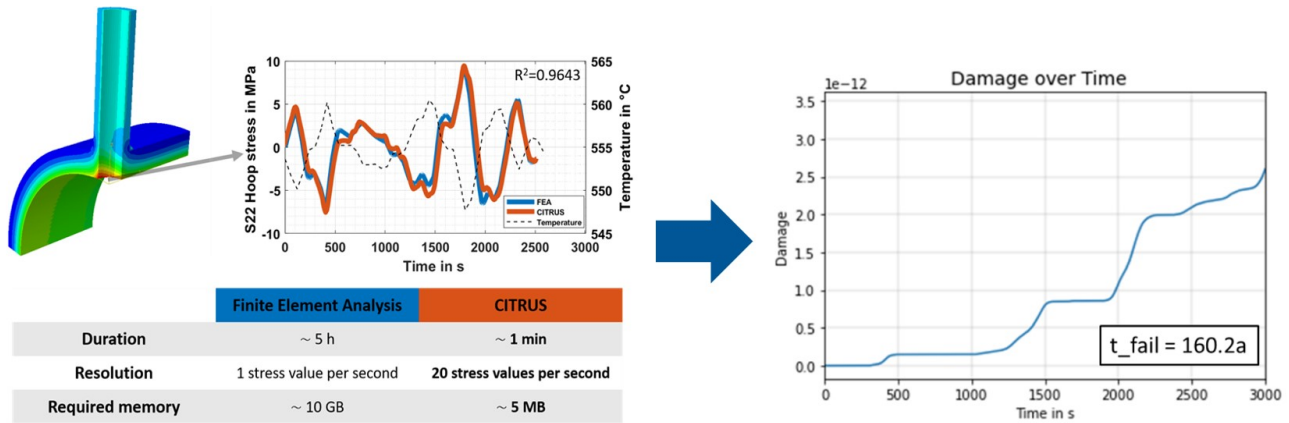 10
5
0
-5
-10
S22 Hoop stress in MPa
R²=0.9643
FEA
CITRUS
Temperature
565
560
555
550
545
Temperature in °C
0 500 1000 1500 2000 2500 3000
Time in s
Finite Element Analysis CITRUS
Duration ~ 5 h ~ 1 min
Resolution 1 stress value per second 20 stress values per second
Required memory ~ 10 GB ~ 5 MB
Damage over Time
1e−12
3.5
3.0
2.5
2.0
1.5
1.0
0.5
0.0
Damage
t_fail = 160.2a
0 500 1000 1500 2000 2500 3000
Time in s